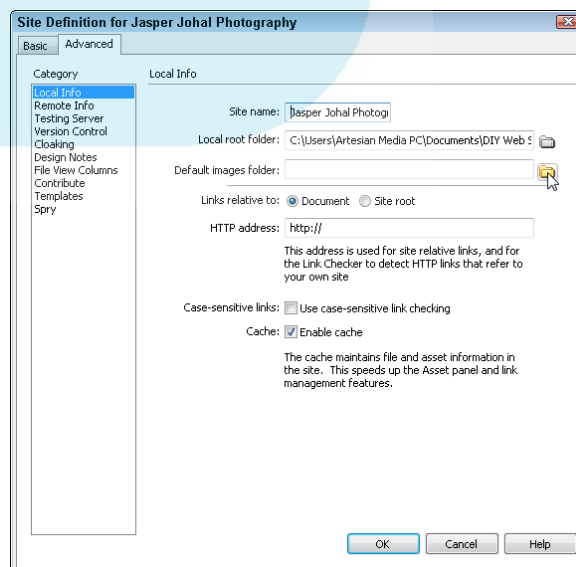 Site Definition for Jasper Johal Photography
Basic
Advanced
Category
Local Info
Remote Info
Testing Server
Version Control
Cloaking
Design Notes
File View Columns
Contribute
Templates
Spry
Local Info
Site name: Jasper Johal Photogr
Local root folder: C:\Users\Artesian Media PC\Documents\DIY Web S
Default images folder:
Links relative to: Document Site root
HTTP address: http://
This address is used for site relative links, and for
the Link Checker to detect HTTP links that refer to
your own site
Case-sensitive links: Use case-sensitive link checking
Cache: Enable cache
The cache maintains file and asset information in
the site. This speeds up the Asset panel and link
management features.
OK Cancel Help